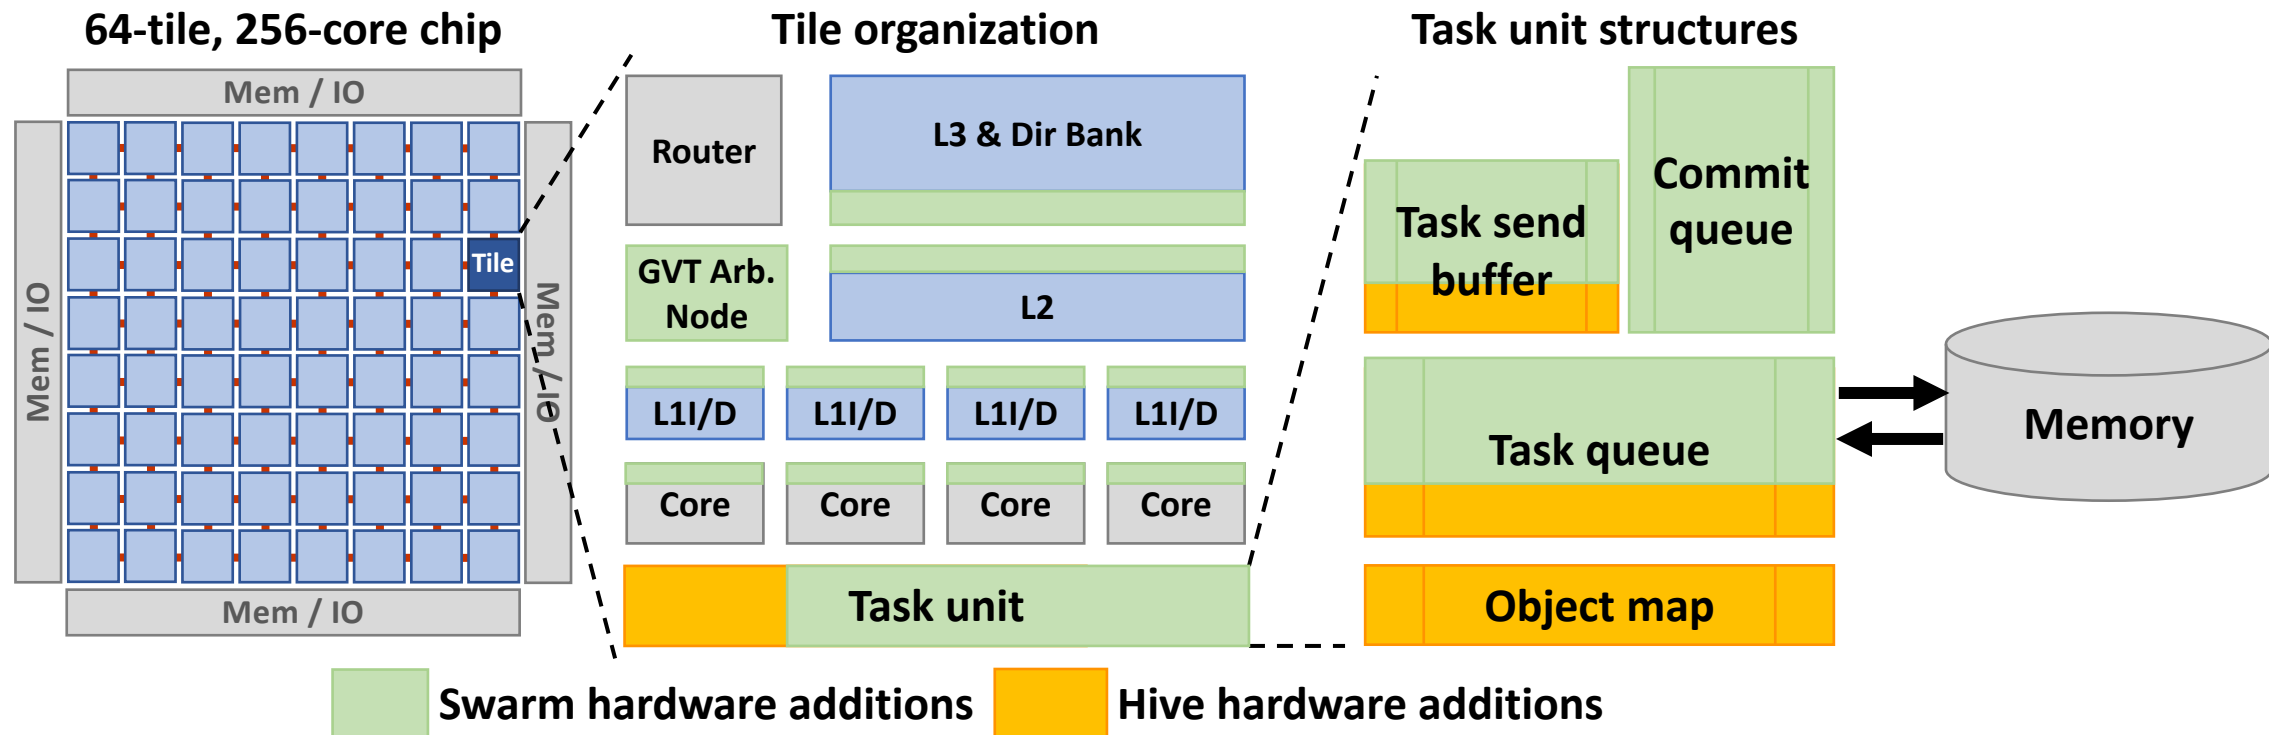 64-tile, 256-core chip
Mem / IO
Mem / IO
Tile
Mem / IO
Mem / IO
Tile organization
Router
L3 & Dir Bank
GVT Arb.
Node
L2
L1I/D
L1I/D
L1I/D
L1I/D
Core
Core
Core
Core
Task unit
Task unit structures
Task send
buffer
Commit
queue
Task queue
Object map
Memory
Swarm hardware additions
Hive hardware additions